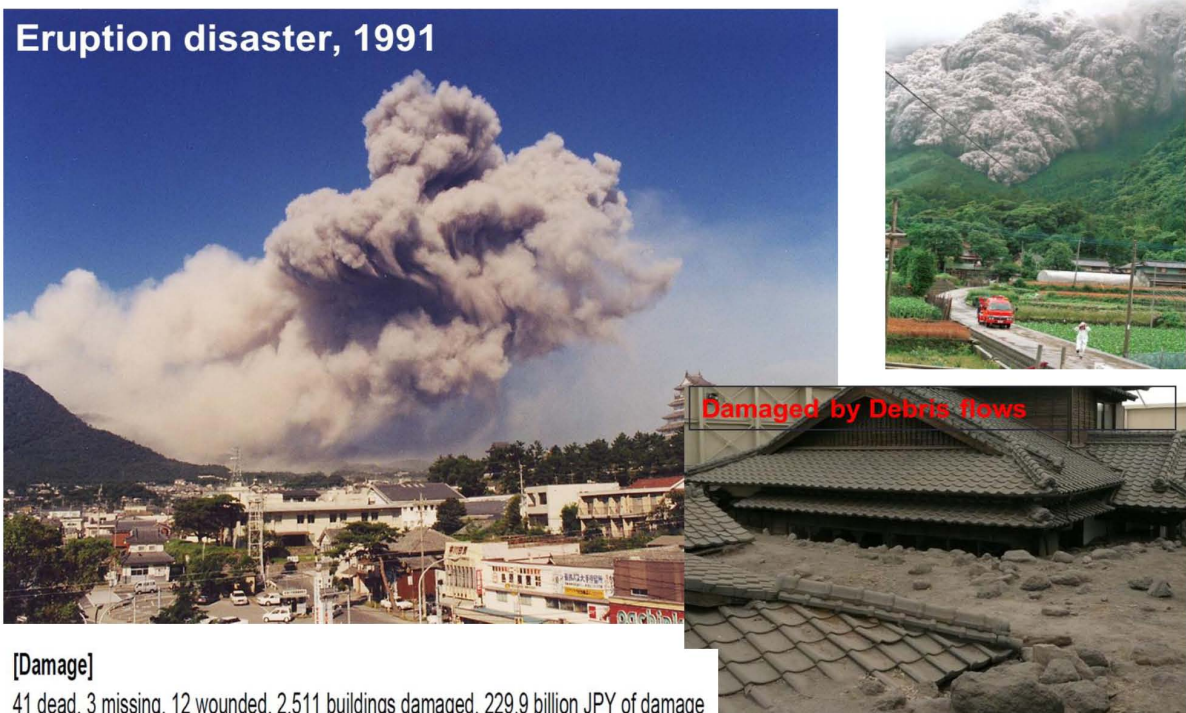 Eruption disaster, 1991
Damaged by Debris flows
[Damage]
41 dead, 3 missing, 12 wounded, 2,511 buildings damaged, 229.9 billion JPY of damage